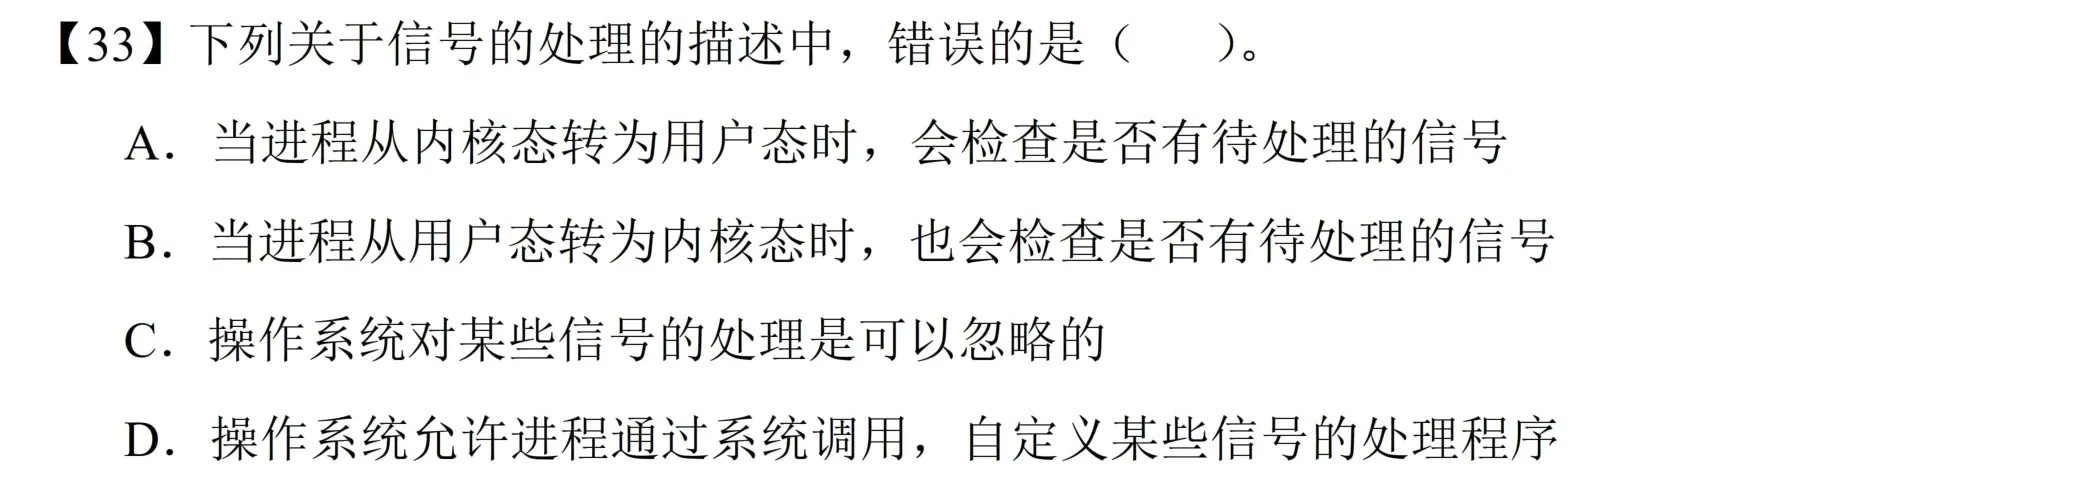 【33】下列关于信号的处理的描述中，错误的是（　　）。
A．当进程从内核态转为用户态时，会检查是否有待处理的信号
B．当进程从用户态转为内核态时，也会检查是否有待处理的信号
C．操作系统对某些信号的处理是可以忽略的
D．操作系统允许进程通过系统调用，自定义某些信号的处理程序